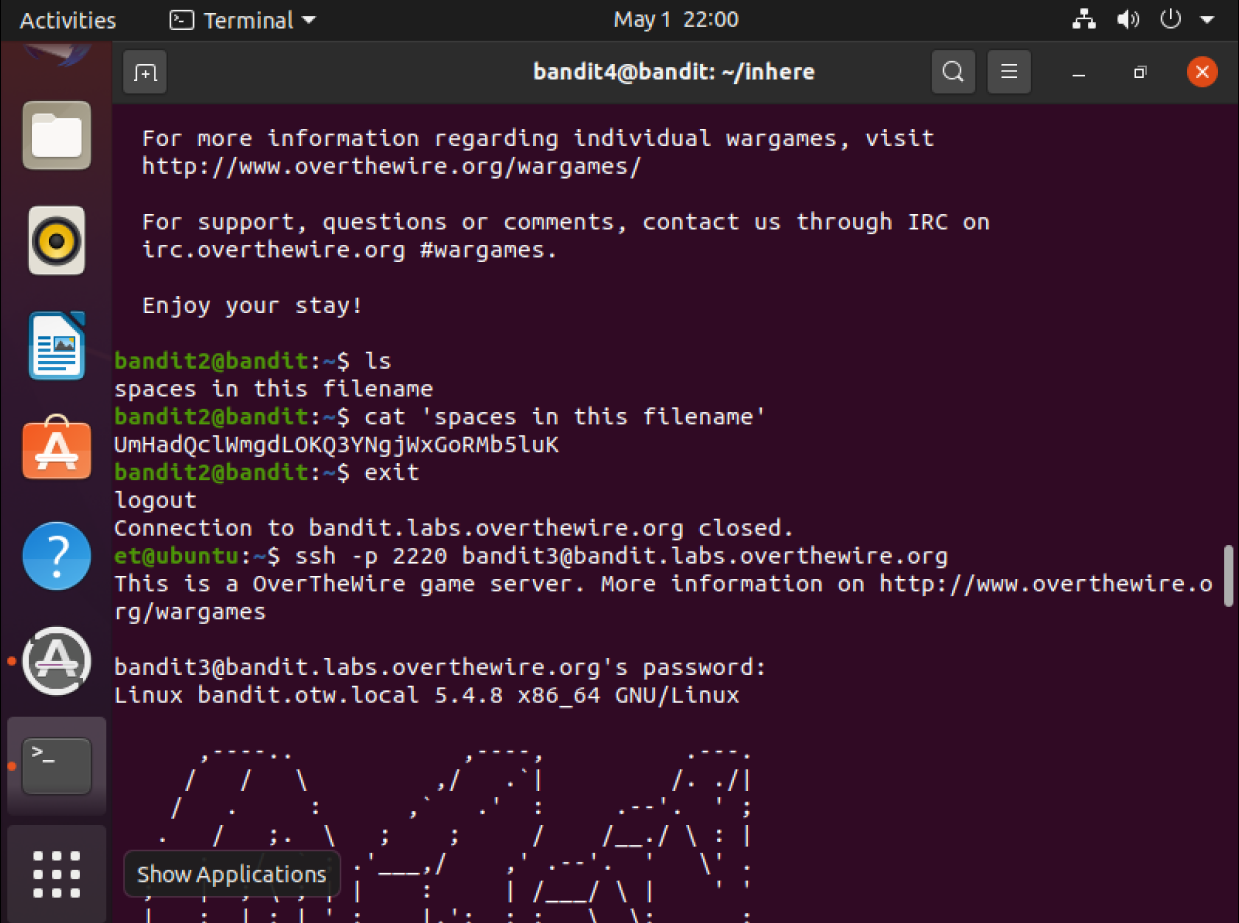 Activities Terminal May 1 22:00
bandit4@bandit: ~/inhere
For more information regarding individual wargames, visit
http://www.overthewire.org/wargames/
For support, questions or comments, contact us through IRC on
irc.overthewire.org #wargames.
Enjoy your stay!
bandit2@bandit:~$ ls
spaces in this filename
bandit2@bandit:~$ cat 'spaces in this filename'
UmHadQclWmgdLOKQ3YNgjWxGoRMb5luK
bandit2@bandit:~$ exit
logout
Connection to bandit.labs.overthewire.org closed.
et@ubuntu:~$ ssh -p 2220 bandit3@bandit.labs.overthewire.org
This is a OverTheWire game server. More information on http://www.overthewire.o
rg/wargames
bandit3@bandit.labs.overthewire.org's password:
Linux bandit.otw.local 5.4.8 x86_64 GNU/Linux
Show Applications